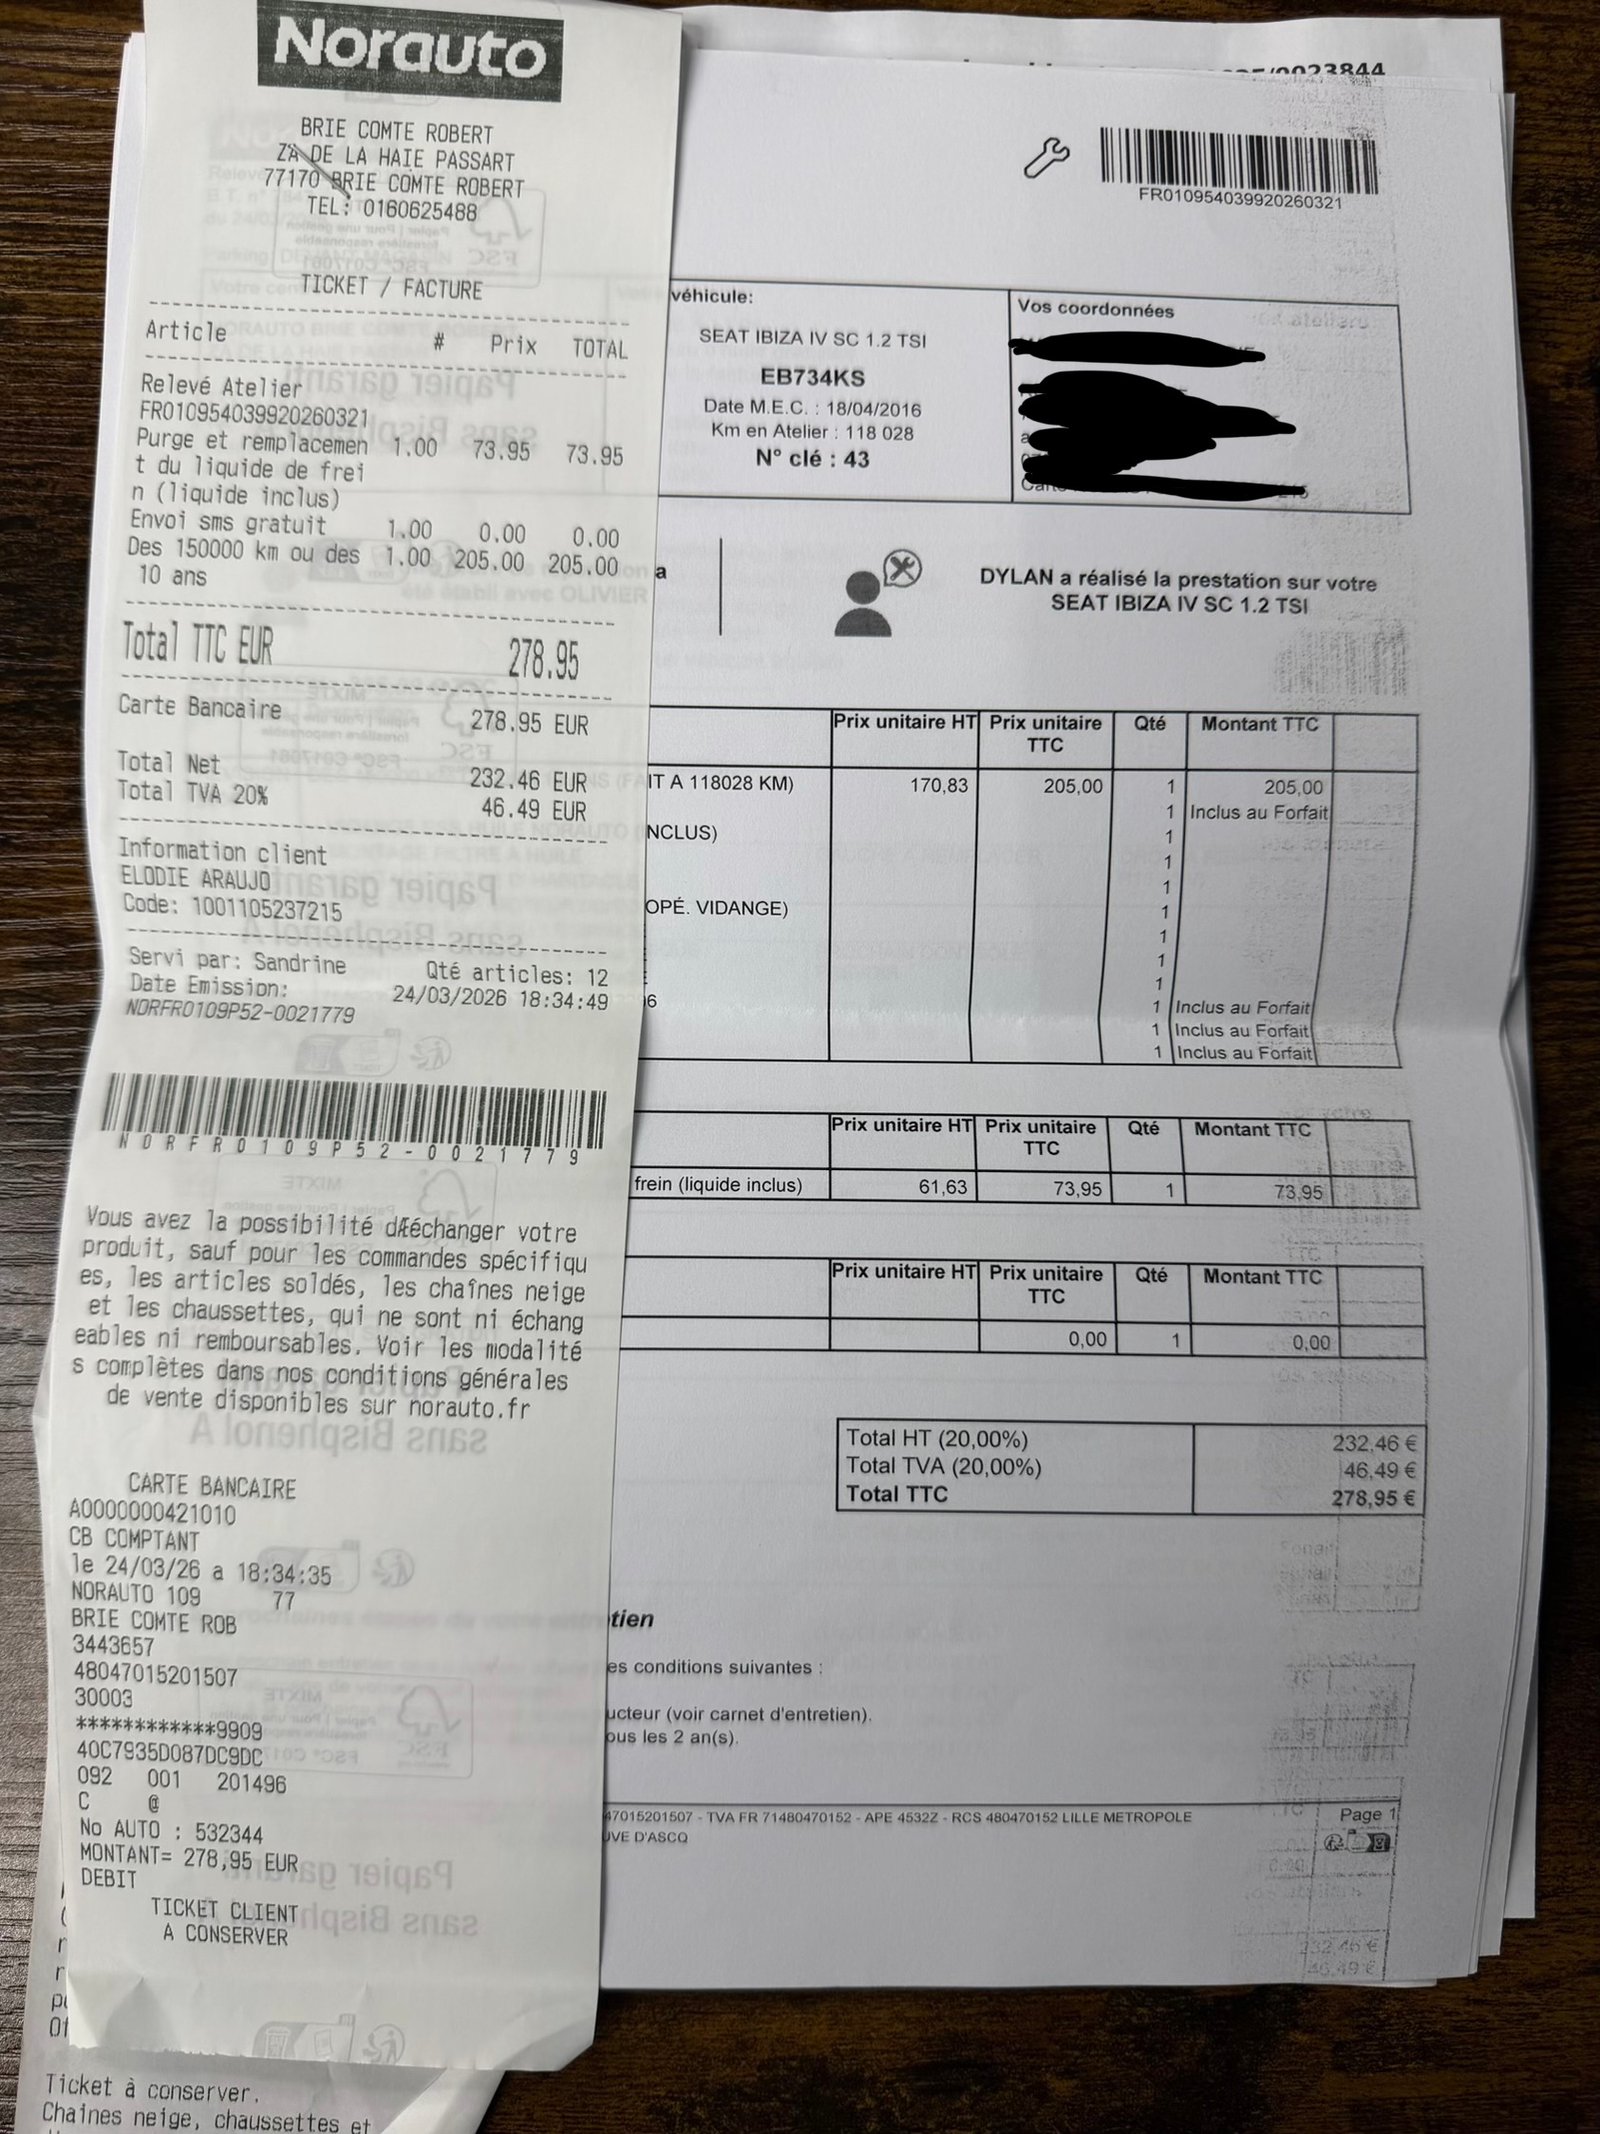 Norauto
BRIE COMTE ROBERT
ZA DE LA HAIE PASSART
77170 BRIE COMTE ROBERT
TEL: 0160625488
TICKET / FACTURE
Article # Prix TOTAL
Relevé Atelier
FR010954039920260321
Purge et remplacemen 1.00 73.95 73.95
t du liquide de frei
n (liquide inclus)
Envoi sms gratuit 1.00 0.00 0.00
Des 150000 km ou des 1.00 205.00 205.00
10 ans
Total TTC EUR 278.95
Carte Bancaire 278.95 EUR
Total Net 232.46 EUR
Total TVA 20% 46.49 EUR
Information client
ELODIE ARAUJO
Code: 1001105237215
Servi par: Sandrine Qté articles: 12
Date Emission: 24/03/2026 18:34:49
NORFR0109P52-0021779
NORFR0109P52-0021779
Vous avez la possibilité dÆéchanger votre
produit, sauf pour les commandes spécifiqu
es, les articles soldés, les chaînes neige
et les chaussettes, qui ne sont ni échang
eables ni remboursables. Voir les modalité
s complètes dans nos conditions générales
de vente disponibles sur norauto.fr
CARTE BANCAIRE
A0000000421010
CB COMPTANT
le 24/03/26 a 18:34:35
NORAUTO 109 77
BRIE COMTE ROB
3443657
48047015201507
30003
************9909
40C7935D087DC9DC
092 001 201496
C @
No AUTO : 532344
MONTANT= 278,95 EUR
DEBIT
TICKET CLIENT
A CONSERVER
Ticket à conserver.
Chaines neige, chaussettes et
/0023844
FR010954039920260321
véhicule:
SEAT IBIZA IV SC 1.2 TSI
EB734KS
Date M.E.C. : 18/04/2016
Km en Atelier : 118 028
N° clé : 43
Vos coordonnées
a
DYLAN a réalisé la prestation sur votre
SEAT IBIZA IV SC 1.2 TSI
Prix unitaire HT Prix unitaire TTC Qté Montant TTC
IT A 118028 KM) 170,83 205,00 1 205,00
1 Inclus au Forfait
NCLUS) 1
1
1
OPÉ. VIDANGE) 1
1
1
1
6 1 Inclus au Forfait
1 Inclus au Forfait
1 Inclus au Forfait
Prix unitaire HT Prix unitaire TTC Qté Montant TTC
frein (liquide inclus) 61,63 73,95 1 73,95
Prix unitaire HT Prix unitaire TTC Qté Montant TTC
0,00 1 0,00
Total HT (20,00%) 232,46 €
Total TVA (20,00%) 46,49 €
Total TTC 278,95 €
tien
es conditions suivantes :
ucteur (voir carnet d'entretien).
ous les 2 an(s).
47015201507 - TVA FR 71480470152 - APE 4532Z - RCS 480470152 LILLE METROPOLE
UVE D'ASCQ
Page 1